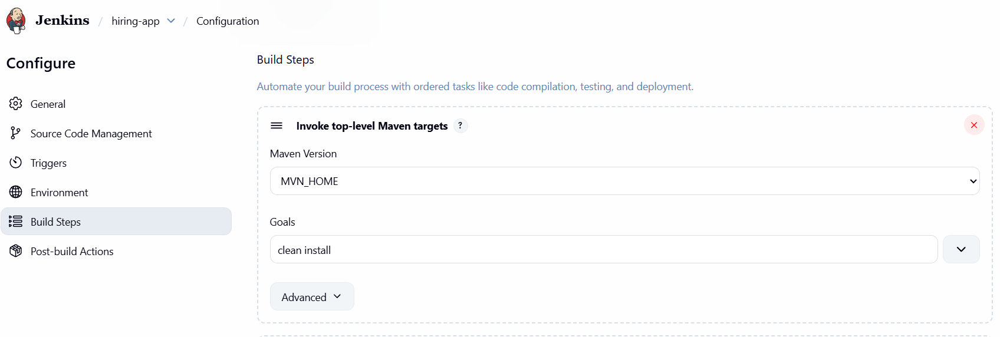 Jenkins / hiring-app / Configuration
Configure
General
Source Code Management
Triggers
Environment
Build Steps
Post-build Actions
Build Steps
Automate your build process with ordered tasks like code compilation, testing, and deployment.
Invoke top-level Maven targets ?
Maven Version
MVN_HOME
Goals
clean install
Advanced